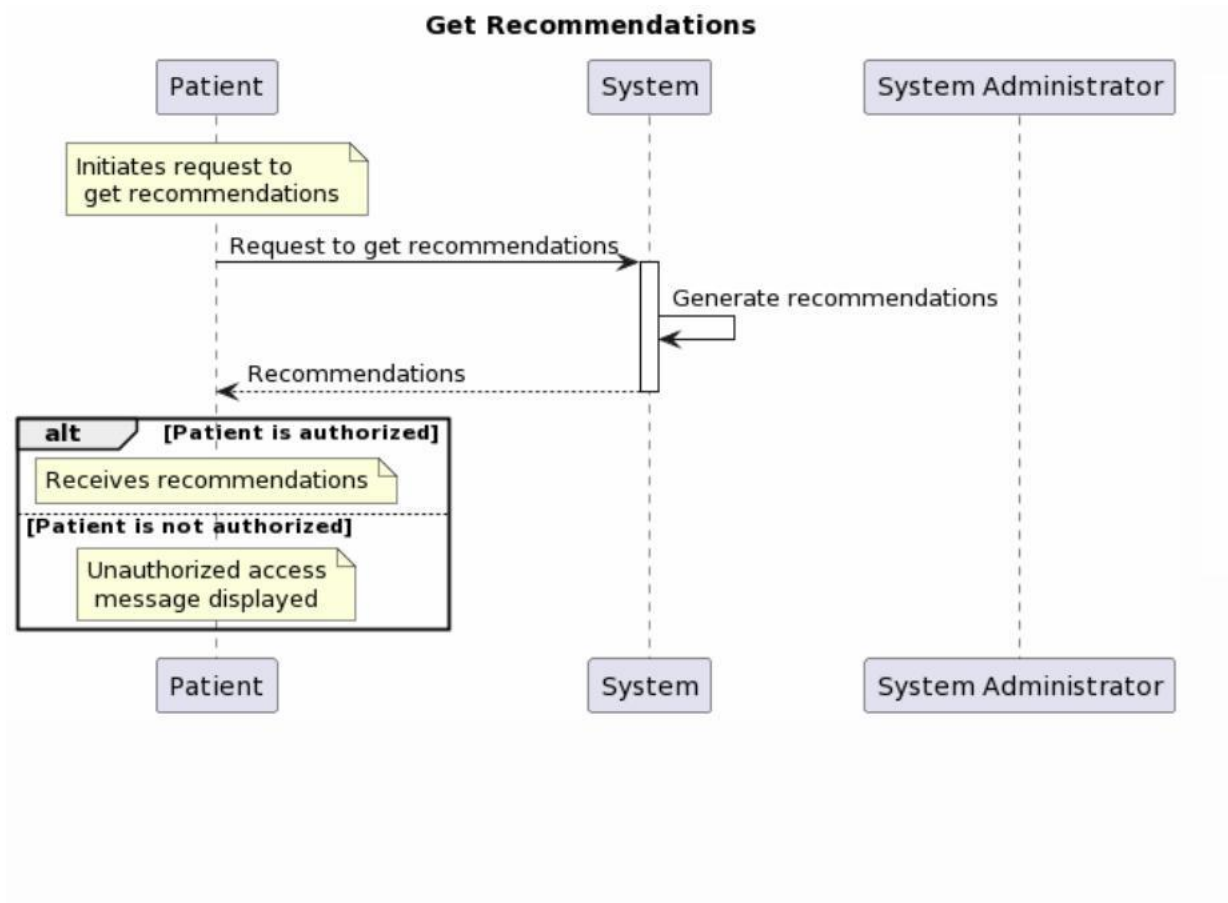 Get Recommendations
Patient
System
System Administrator
Initiates request to
get recommendations
Request to get recommendations
Generate recommendations
Recommendations
alt
[Patient is authorized]
Receives recommendations
[Patient is not authorized]
Unauthorized access
message displayed
Patient
System
System Administrator